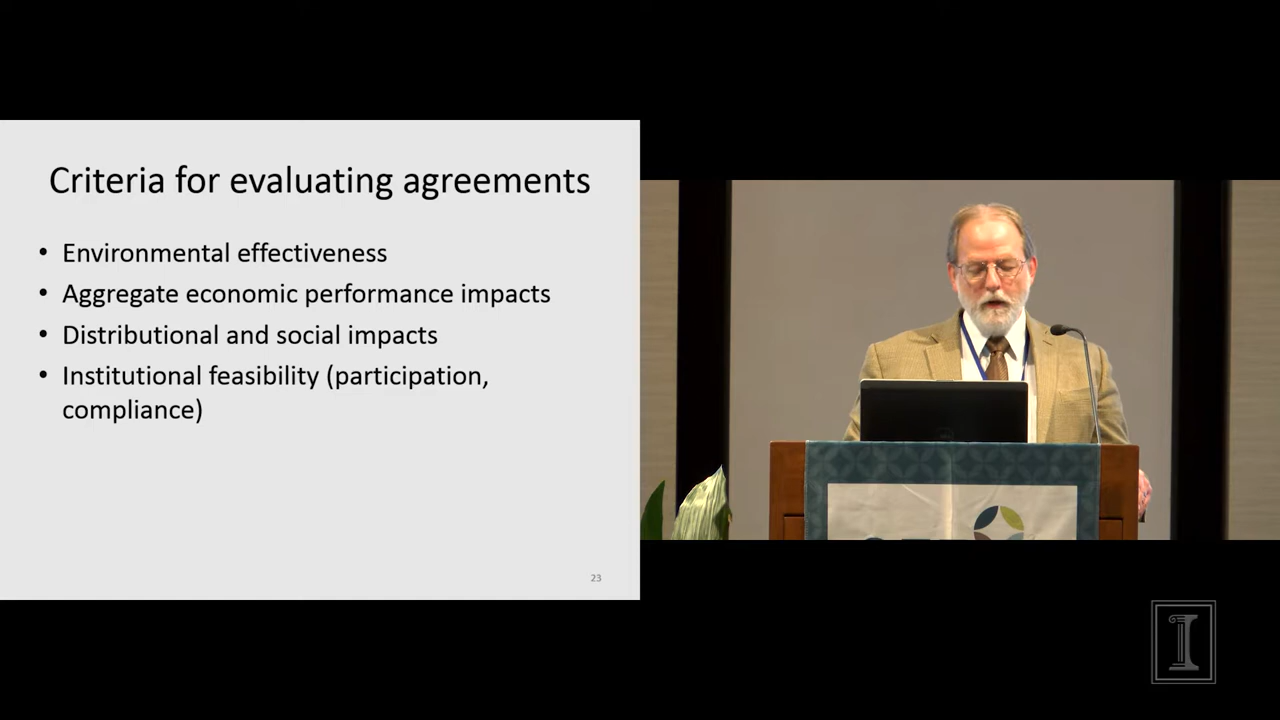 Criteria for evaluating agreements
• Environmental effectiveness
• Aggregate economic performance impacts
• Distributional and social impacts
• Institutional feasibility (participation,
compliance)
23
I